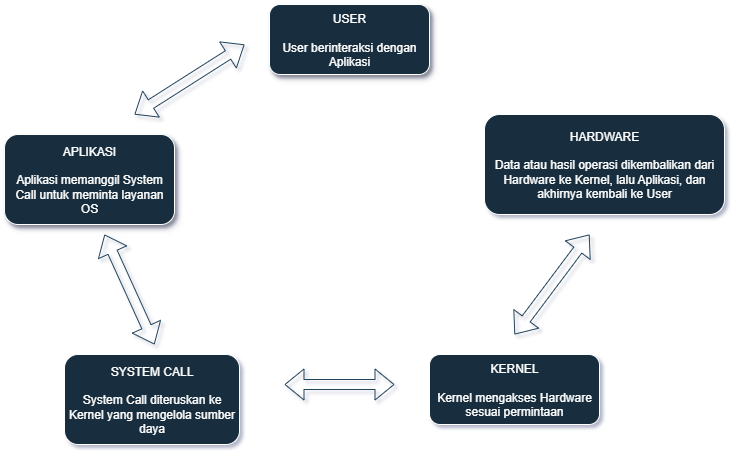 USER
User berinteraksi dengan
Aplikasi
APLIKASI
Aplikasi memanggil System
Call untuk meminta layanan
OS
HARDWARE
Data atau hasil operasi dikembalikan dari
Hardware ke Kernel, lalu Aplikasi, dan
akhirnya kembali ke User
SYSTEM CALL
System Call diteruskan ke
Kernel yang mengelola sumber
daya
KERNEL
Kernel mengakses Hardware
sesuai permintaan